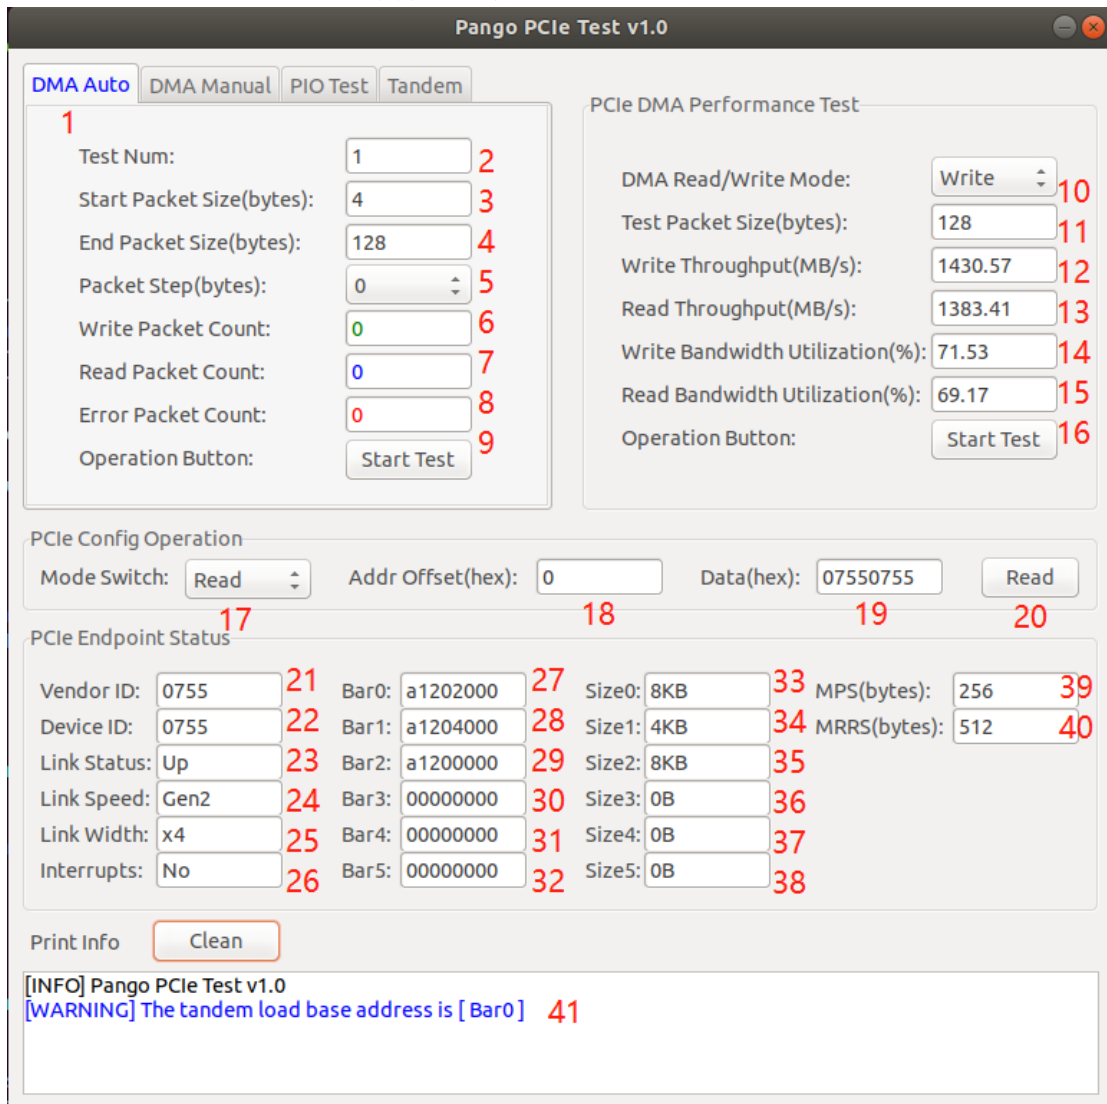 Pango PCIe Test v1.0
DMA Auto DMA Manual PIO Test Tandem
1
Test Num: 1 2
Start Packet Size(bytes): 4 3
End Packet Size(bytes): 128 4
Packet Step(bytes): 0 5
Write Packet Count: 0 6
Read Packet Count: 0 7
Error Packet Count: 0 8
Operation Button: Start Test 9
PCIe DMA Performance Test
DMA Read/Write Mode: Write 10
Test Packet Size(bytes): 128 11
Write Throughput(MB/s): 1430.57 12
Read Throughput(MB/s): 1383.41 13
Write Bandwidth Utilization(%): 71.53 14
Read Bandwidth Utilization(%): 69.17 15
Operation Button: Start Test 16
PCIe Config Operation
Mode Switch: Read Addr Offset(hex): 0 Data(hex): 07550755 Read
17 18 19 20
PCIe Endpoint Status
Vendor ID: 0755 21 Bar0: a1202000 27 Size0: 8KB 33 MPS(bytes): 256 39
Device ID: 0755 22 Bar1: a1204000 28 Size1: 4KB 34 MRRS(bytes): 512 40
Link Status: Up 23 Bar2: a1200000 29 Size2: 8KB 35
Link Speed: Gen2 24 Bar3: 00000000 30 Size3: 0B 36
Link Width: x4 25 Bar4: 00000000 31 Size4: 0B 37
Interrupts: No 26 Bar5: 00000000 32 Size5: 0B 38
Print Info Clean
[INFO] Pango PCIe Test v1.0
[WARNING] The tandem load base address is [ Bar0 ] 41